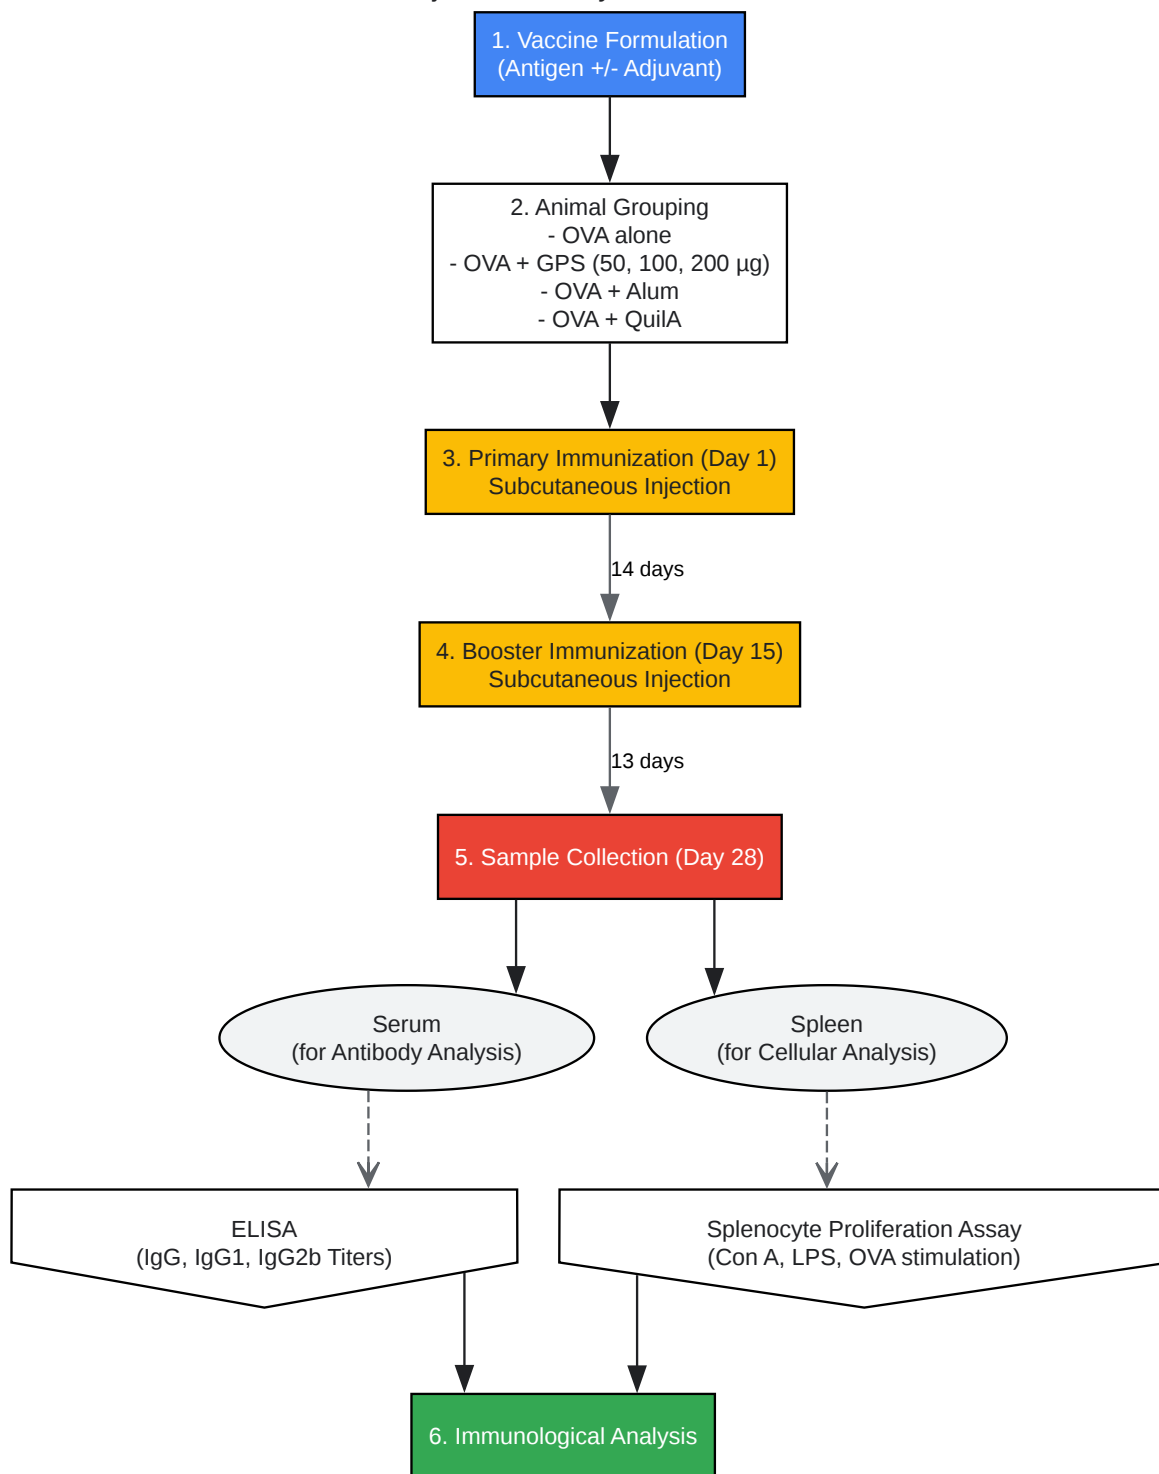 1. Vaccine Formulation
(Antigen +/- Adjuvant)
2. Animal Grouping
- OVA alone
- OVA + GPS (50, 100, 200 µg)
- OVA + Alum
- OVA + QuilA
3. Primary Immunization (Day 1)
Subcutaneous Injection
14 days
4. Booster Immunization (Day 15)
Subcutaneous Injection
13 days
5. Sample Collection (Day 28)
Serum
(for Antibody Analysis)
Spleen
(for Cellular Analysis)
ELISA
(IgG, IgG1, IgG2b Titers)
Splenocyte Proliferation Assay
(Con A, LPS, OVA stimulation)
6. Immunological Analysis